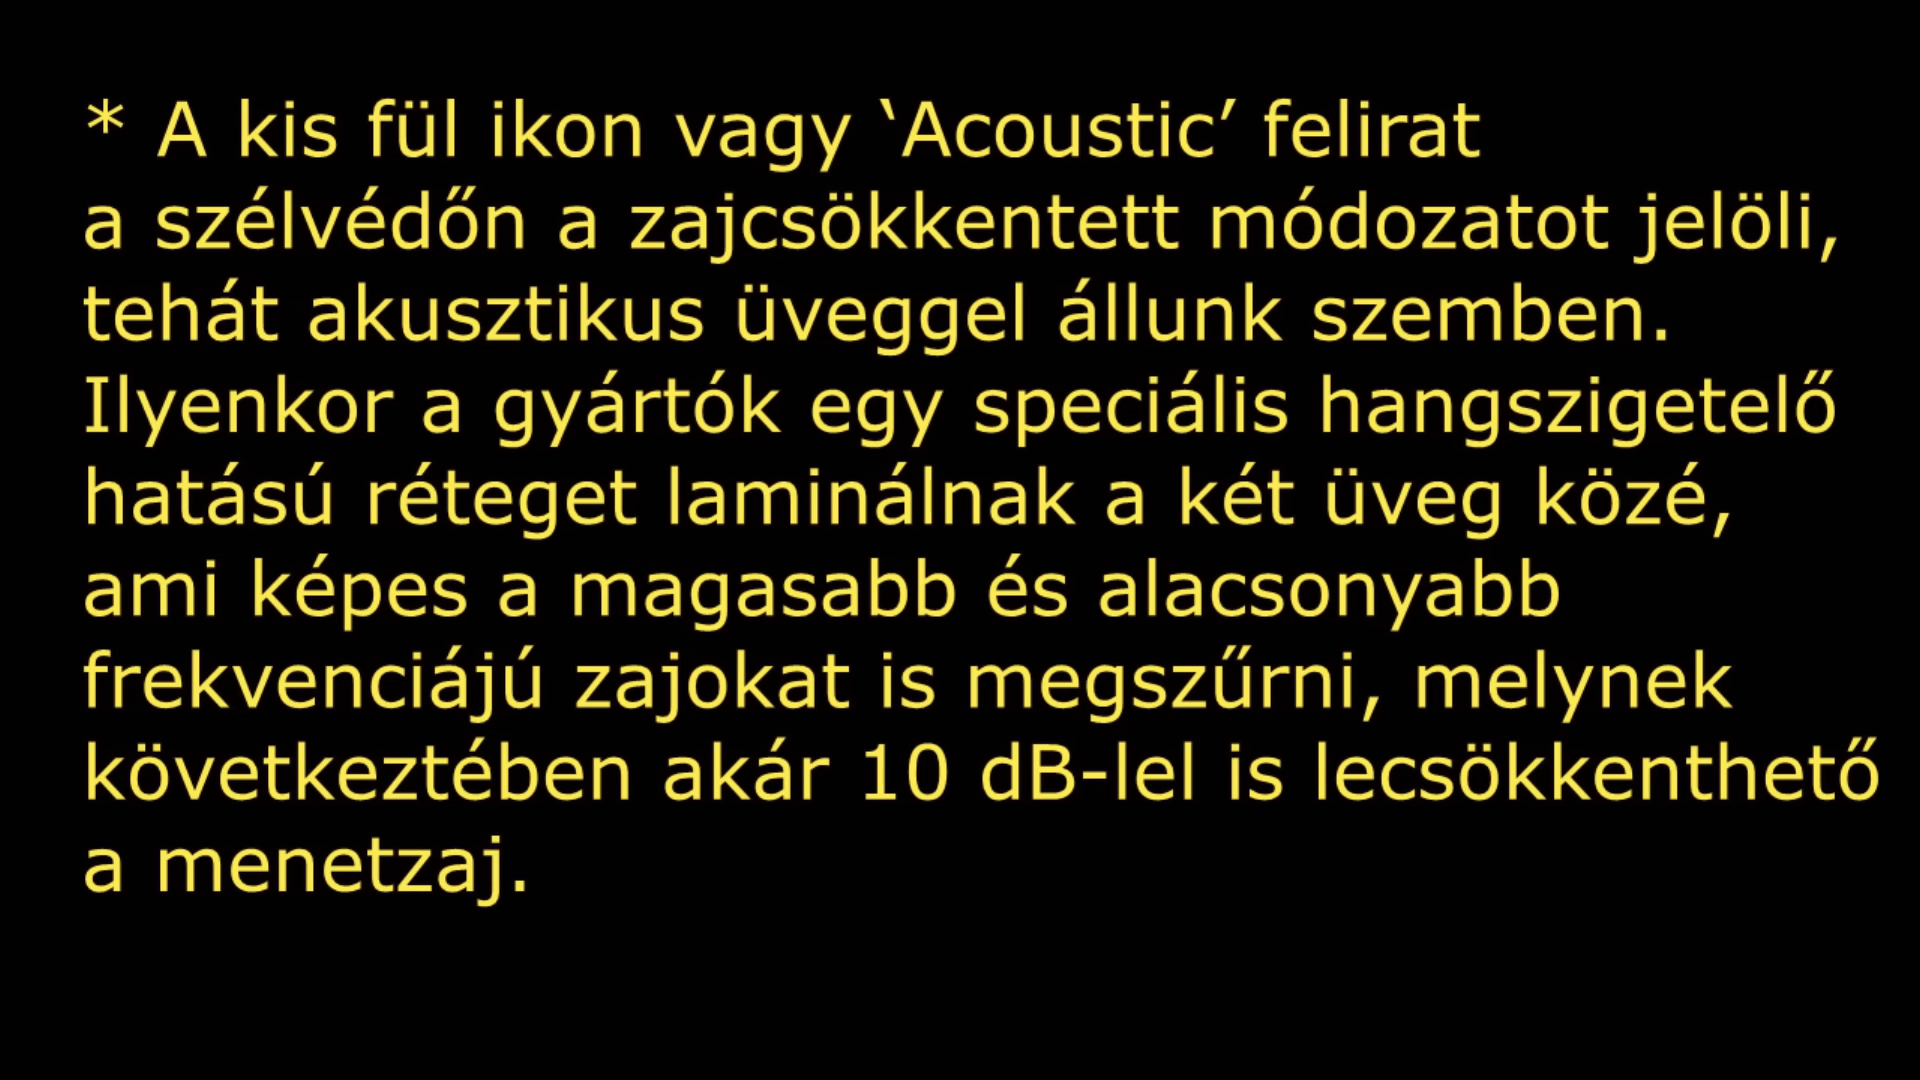 * A kis fül ikon vagy ‘Acoustic’ felirat
a szélvédőn a zajcsökkentett módozatot jelöli,
tehát akusztikus üveggel állunk szemben.
Ilyenkor a gyártók egy speciális hangszigetelő
hatású réteget laminálnak a két üveg közé,
ami képes a magasabb és alacsonyabb
frekvenciájú zajokat is megszűrni, melynek
következtében akár 10 dB-lel is lecsökkenthető
a menetzaj.